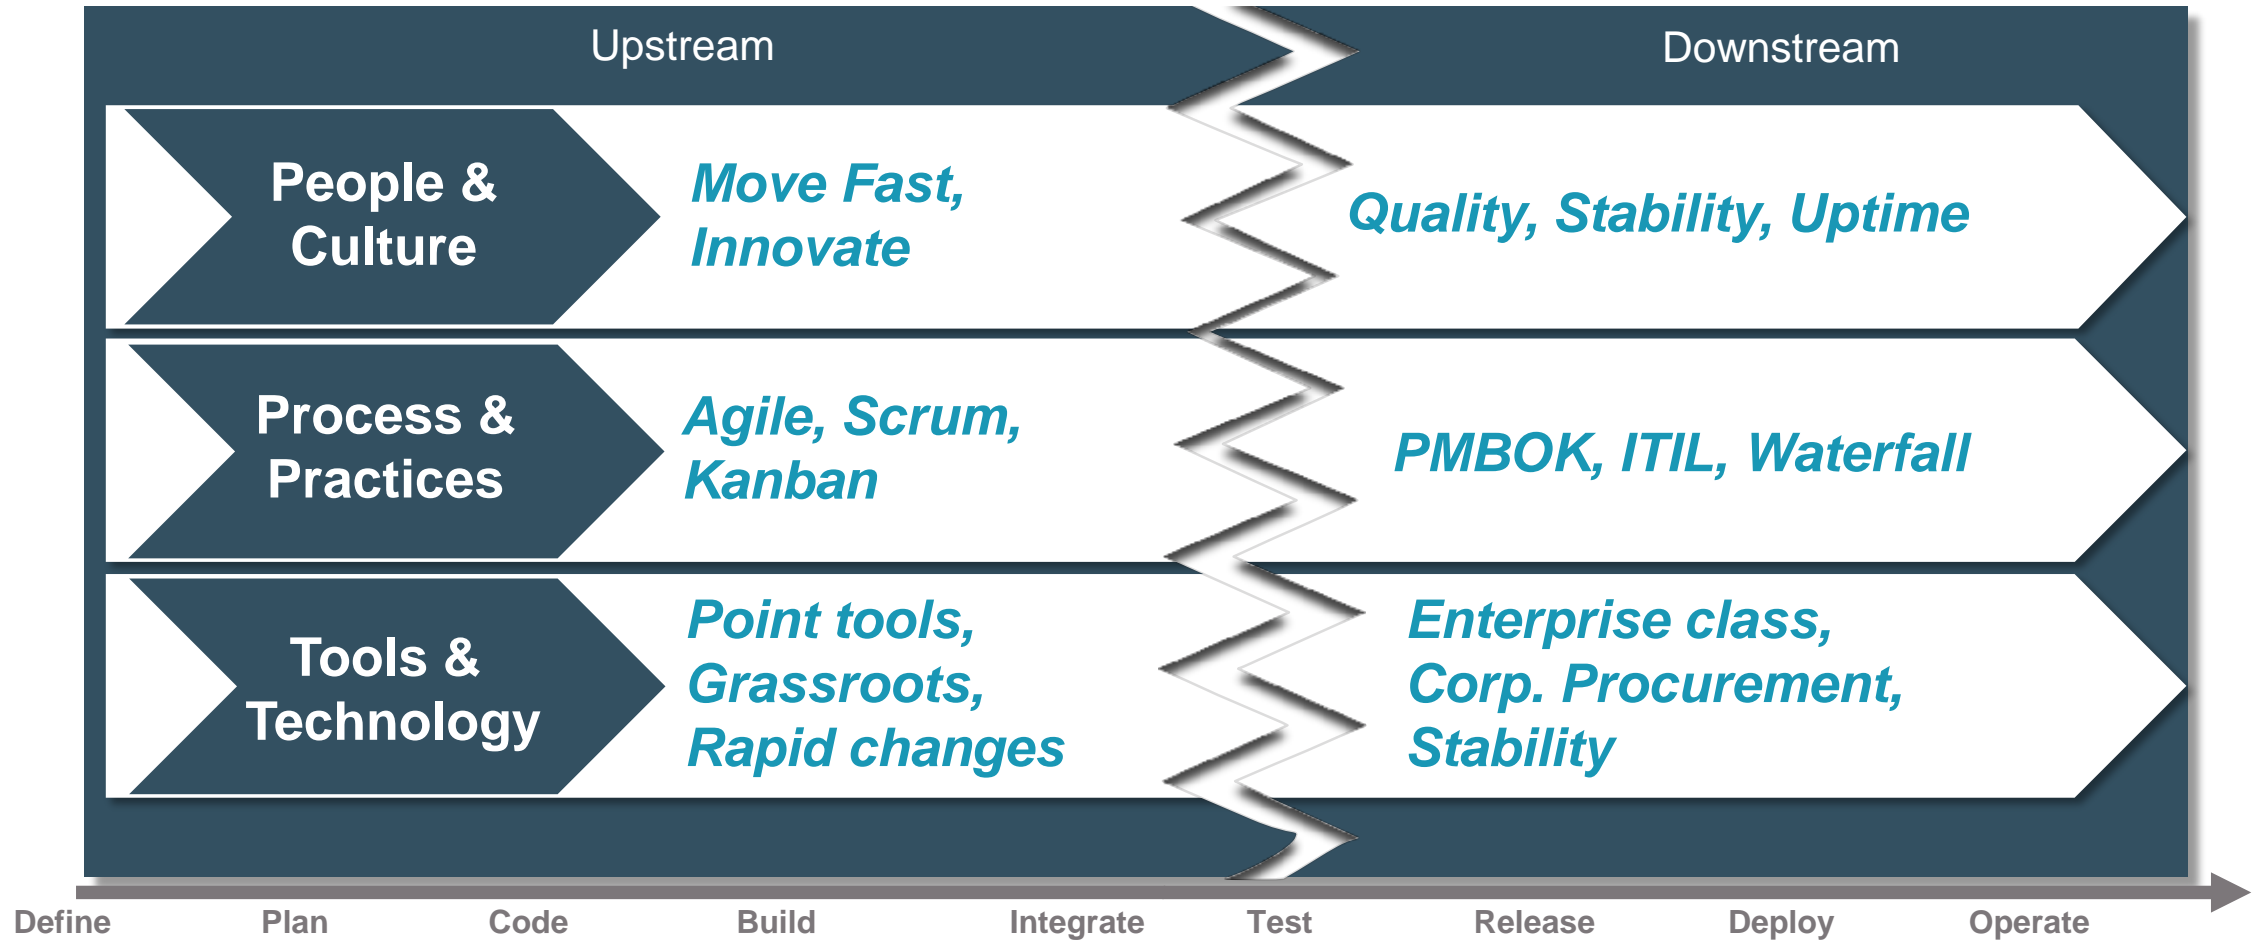 Upstream
Downstream
People &
Culture
Move Fast,
Innovate
Quality, Stability, Uptime
Process &
Practices
Agile, Scrum,
Kanban
PMBOK, ITIL, Waterfall
Tools &
Technology
Point tools,
Grassroots,
Rapid changes
Enterprise class,
Corp. Procurement,
Stability
Define Plan Code Build Integrate Test Release Deploy Operate